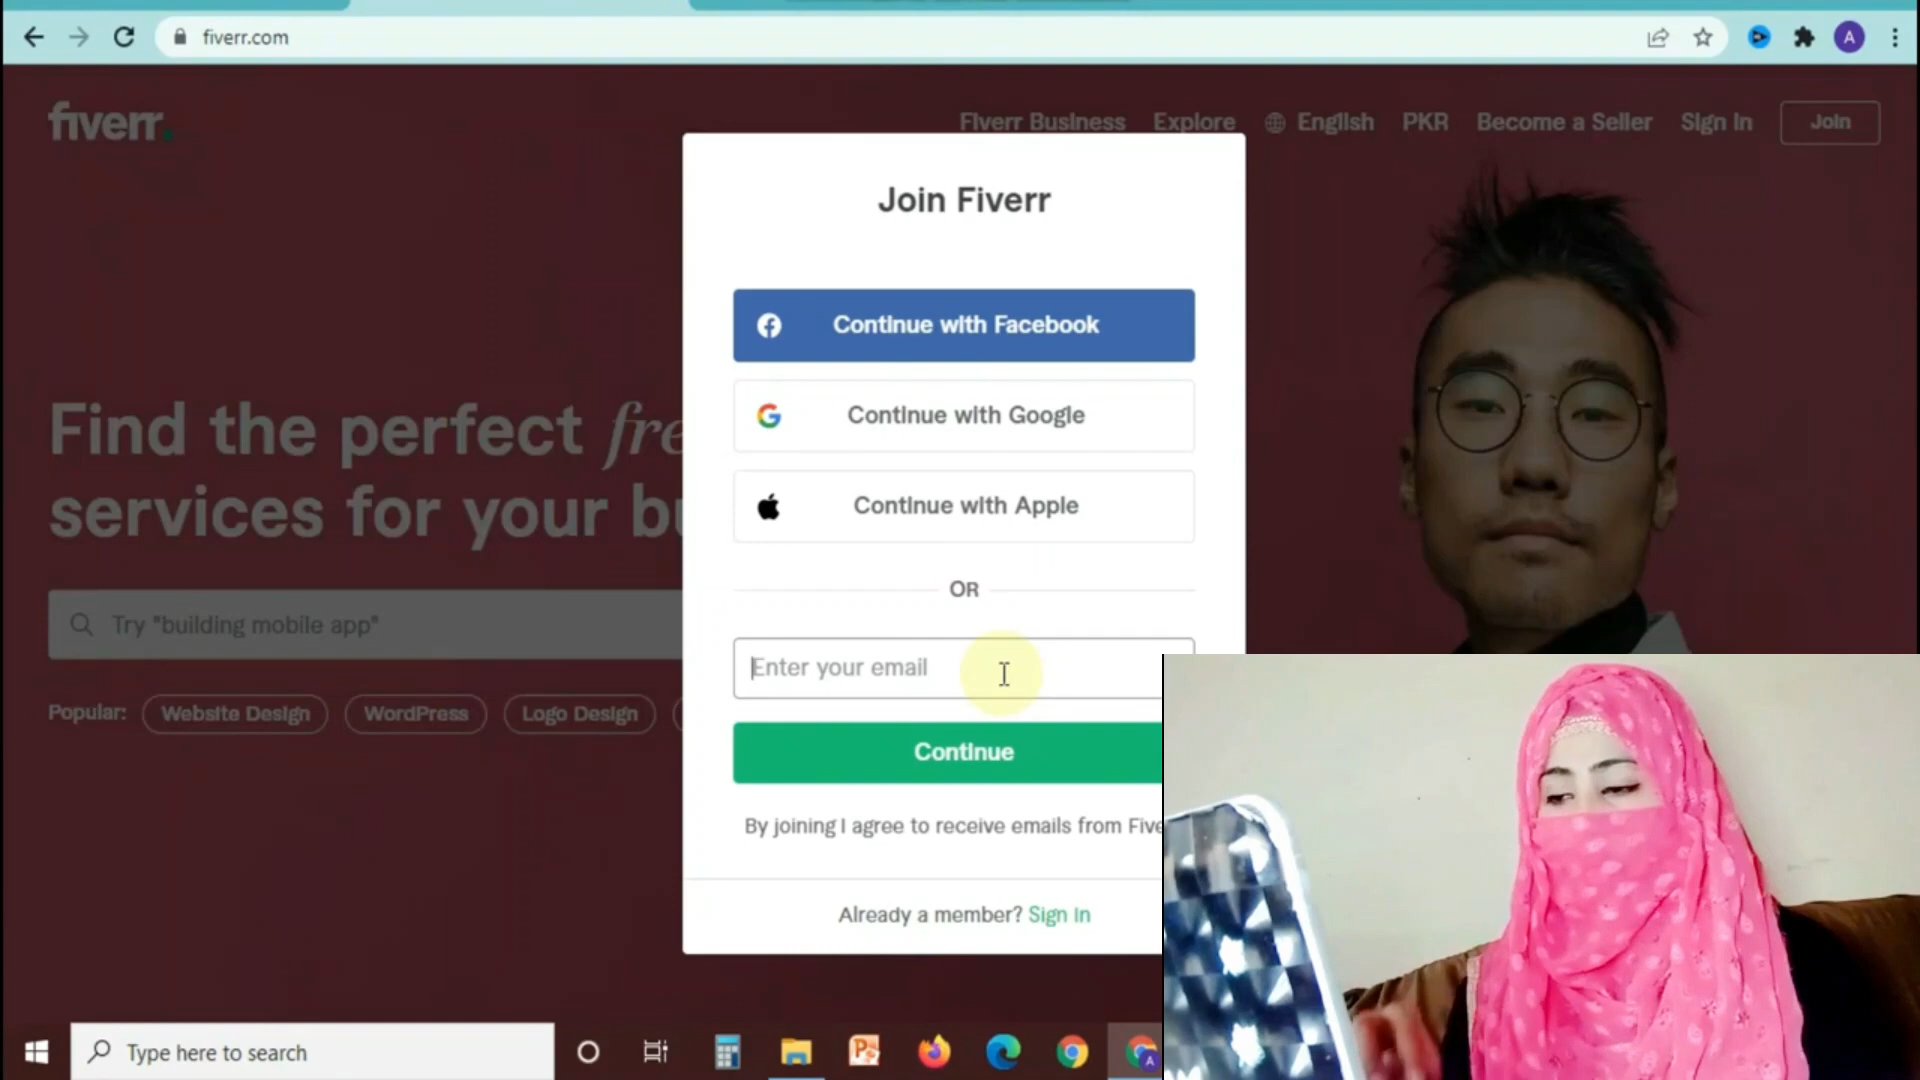 fiverr.com
A
fiverr.
Fiverr Business
Explore
English
PKR
Become a Seller
Sign In
Join
Join Fiverr
Continue with Facebook
Continue with Google
Continue with Apple
OR
Enter your email
Continue
By joining I agree to receive emails from Five
Already a member? Sign In
Find the perfect fre
services for your bu
Try "building mobile app"
Popular:
Website Design
WordPress
Logo Design
Type here to search
A